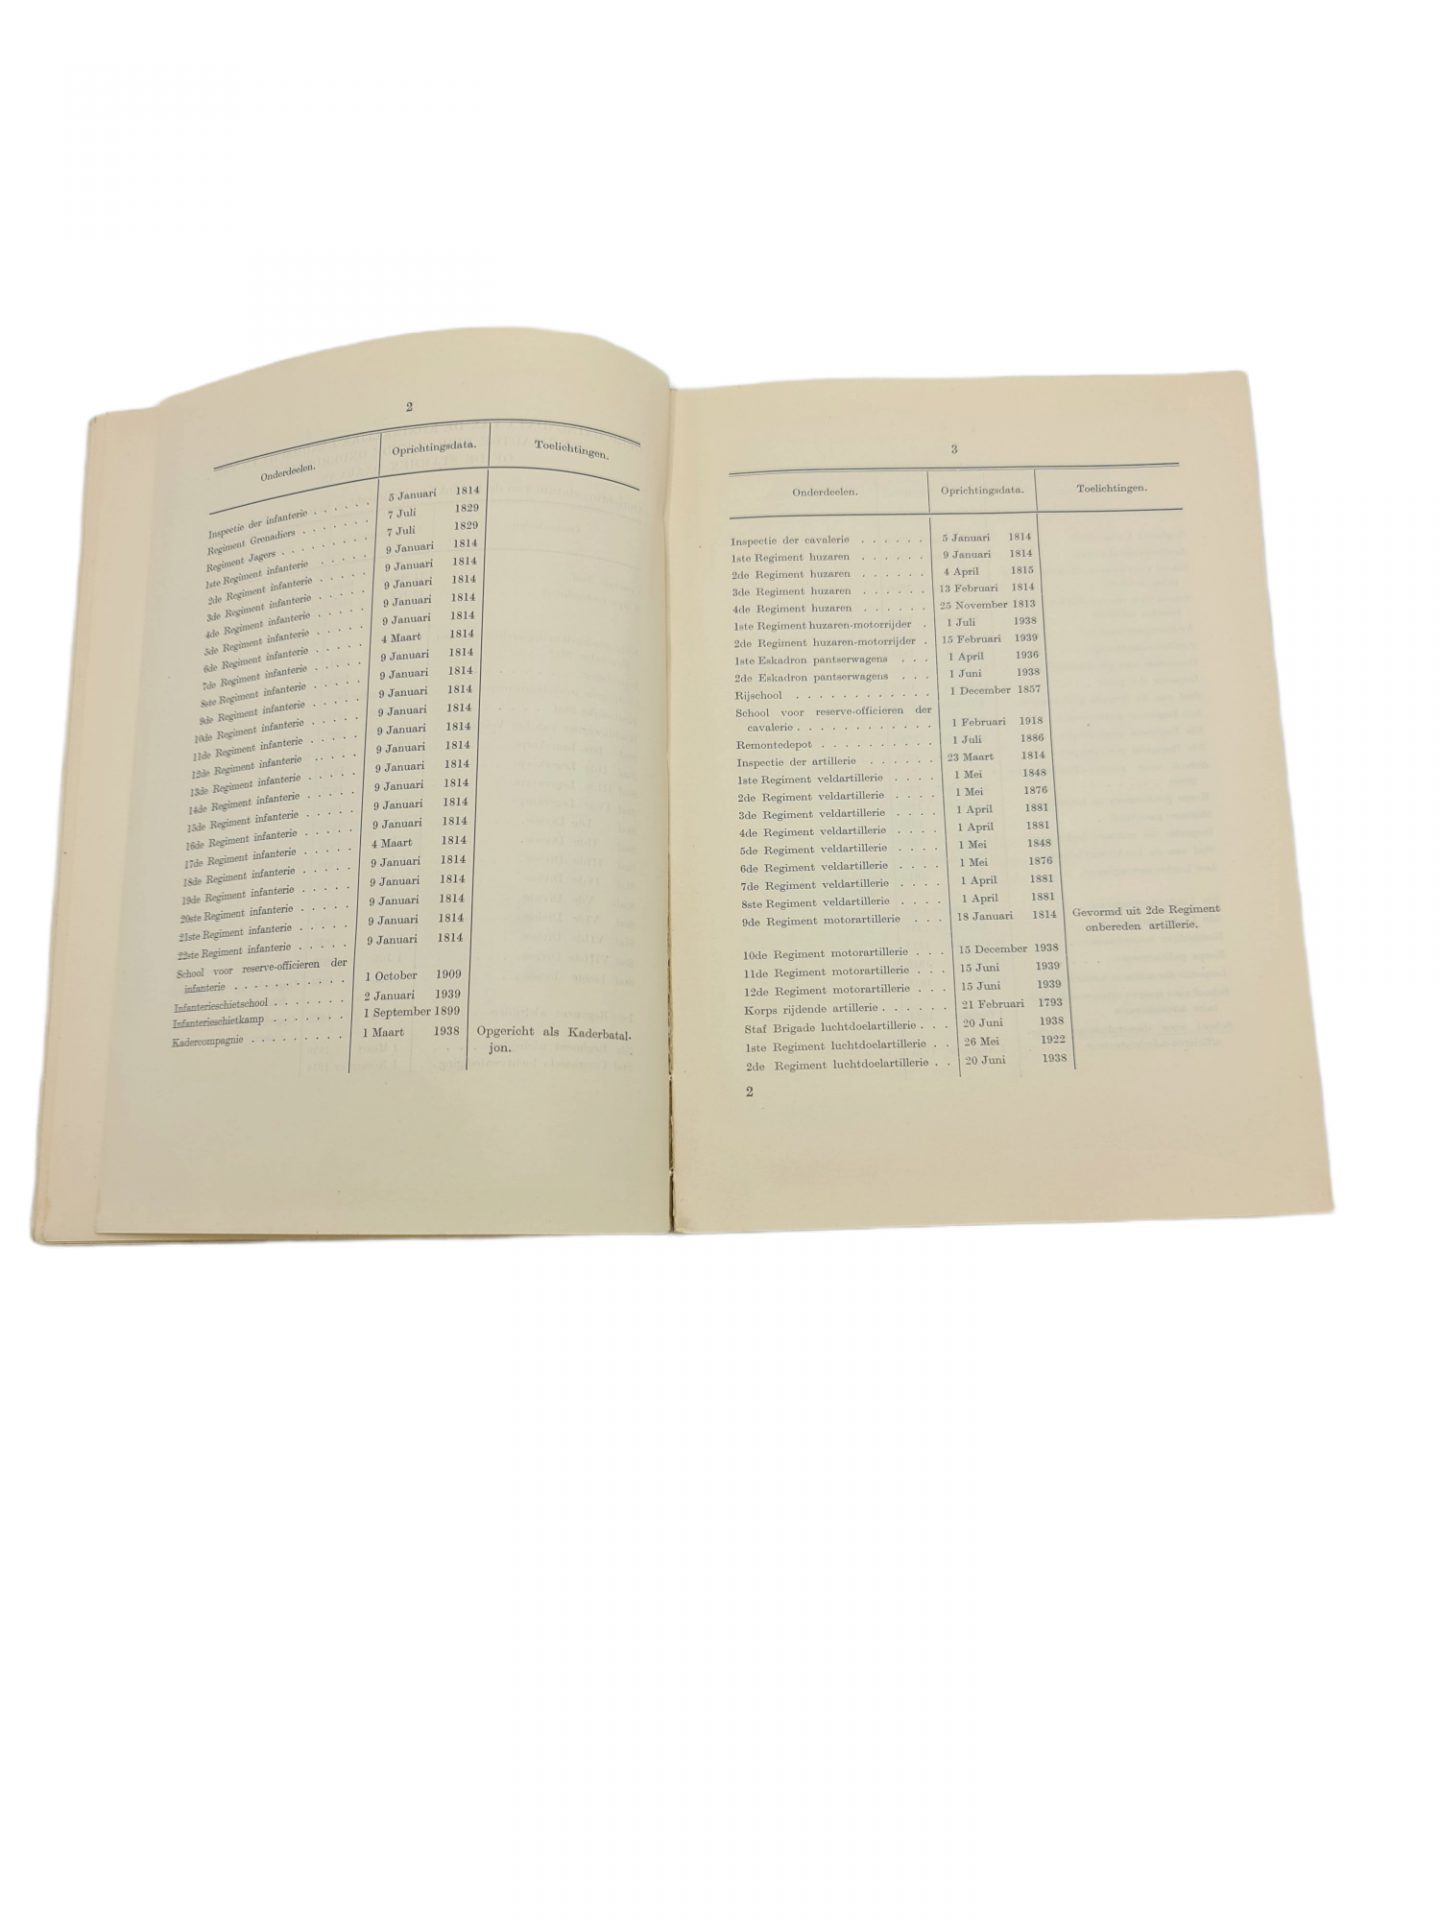 2
Onderdeelen. Oprichtingsdata. Toelichtingen.
Inspectie der infanterie . . . . . . 5 Januari 1814
Regiment Grenadiers . . . . . . . 7 Juli 1829
Regiment Jagers . . . . . . . . 7 Juli 1829
1ste Regiment infanterie . . . . . 9 Januari 1814
2de Regiment infanterie . . . . . 9 Januari 1814
3de Regiment infanterie . . . . . 9 Januari 1814
4de Regiment infanterie . . . . . 9 Januari 1814
5de Regiment infanterie . . . . . 9 Januari 1814
6de Regiment infanterie . . . . . 4 Maart 1814
7de Regiment infanterie . . . . . 9 Januari 1814
8ste Regiment infanterie . . . . . 9 Januari 1814
9de Regiment infanterie . . . . . 9 Januari 1814
10de Regiment infanterie . . . . . 9 Januari 1814
11de Regiment infanterie . . . . . 9 Januari 1814
12de Regiment infanterie . . . . . 9 Januari 1814
13de Regiment infanterie . . . . . 9 Januari 1814
14de Regiment infanterie . . . . . 9 Januari 1814
15de Regiment infanterie . . . . . 9 Januari 1814
16de Regiment infanterie . . . . . 9 Januari 1814
17de Regiment infanterie . . . . . 4 Maart 1814
18de Regiment infanterie . . . . . 9 Januari 1814
19de Regiment infanterie . . . . . 9 Januari 1814
20ste Regiment infanterie . . . . . 9 Januari 1814
21ste Regiment infanterie . . . . . 9 Januari 1814
22ste Regiment infanterie . . . . . 9 Januari 1814
School voor reserve-officieren der
infanterie . . . . . . . . . . . 1 October 1909
Infanterieschietschool . . . . . . . 2 Januari 1939
Infanterieschietkamp . . . . . . . 1 September 1899
Kadercompagnie . . . . . . . . . 1 Maart 1938 Opgericht als Kaderbatal-
jon.
3
Onderdeelen. Oprichtingsdata. Toelichtingen.
Inspectie der cavalerie . . . . . . 5 Januari 1814
1ste Regiment huzaren . . . . . . 9 Januari 1814
2de Regiment huzaren . . . . . . 4 April 1815
3de Regiment huzaren . . . . . . 13 Februari 1814
4de Regiment huzaren . . . . . . 25 November 1813
1ste Regiment huzaren-motorrijder . 1 Juli 1938
2de Regiment huzaren-motorrijder . 15 Februari 1939
1ste Eskadron pantserwagens . . . 1 April 1936
2de Eskadron pantserwagens . . . 1 Juni 1938
Rijschool . . . . . . . . . . . . 1 December 1857
School voor reserve-officieren der
cavalerie . . . . . . . . . . . . 1 Februari 1918
Remontedepot . . . . . . . . . . 1 Juli 1886
Inspectie der artillerie . . . . . . 23 Maart 1814
1ste Regiment veldartillerie . . . . 1 Mei 1848
2de Regiment veldartillerie . . . . 1 Mei 1876
3de Regiment veldartillerie . . . . 1 April 1881
4de Regiment veldartillerie . . . . 1 April 1881
5de Regiment veldartillerie . . . . 1 Mei 1848
6de Regiment veldartillerie . . . . 1 Mei 1876
7de Regiment veldartillerie . . . . 1 April 1881
8ste Regiment veldartillerie . . . . 1 April 1881
9de Regiment motorartillerie . . . 18 Januari 1814 Gevormd uit 2de Regiment
onbereden artillerie.
10de Regiment motorartillerie . . . 15 December 1938
11de Regiment motorartillerie . . . 15 Juni 1939
12de Regiment motorartillerie . . . 15 Juni 1939
Korps rijdende artillerie . . . . . . 21 Februari 1793
Staf Brigade luchtdoelartillerie . . . 20 Juni 1938
1ste Regiment luchtdoelartillerie . . 26 Mei 1922
2de Regiment luchtdoelartillerie . . 20 Juni 1938
2